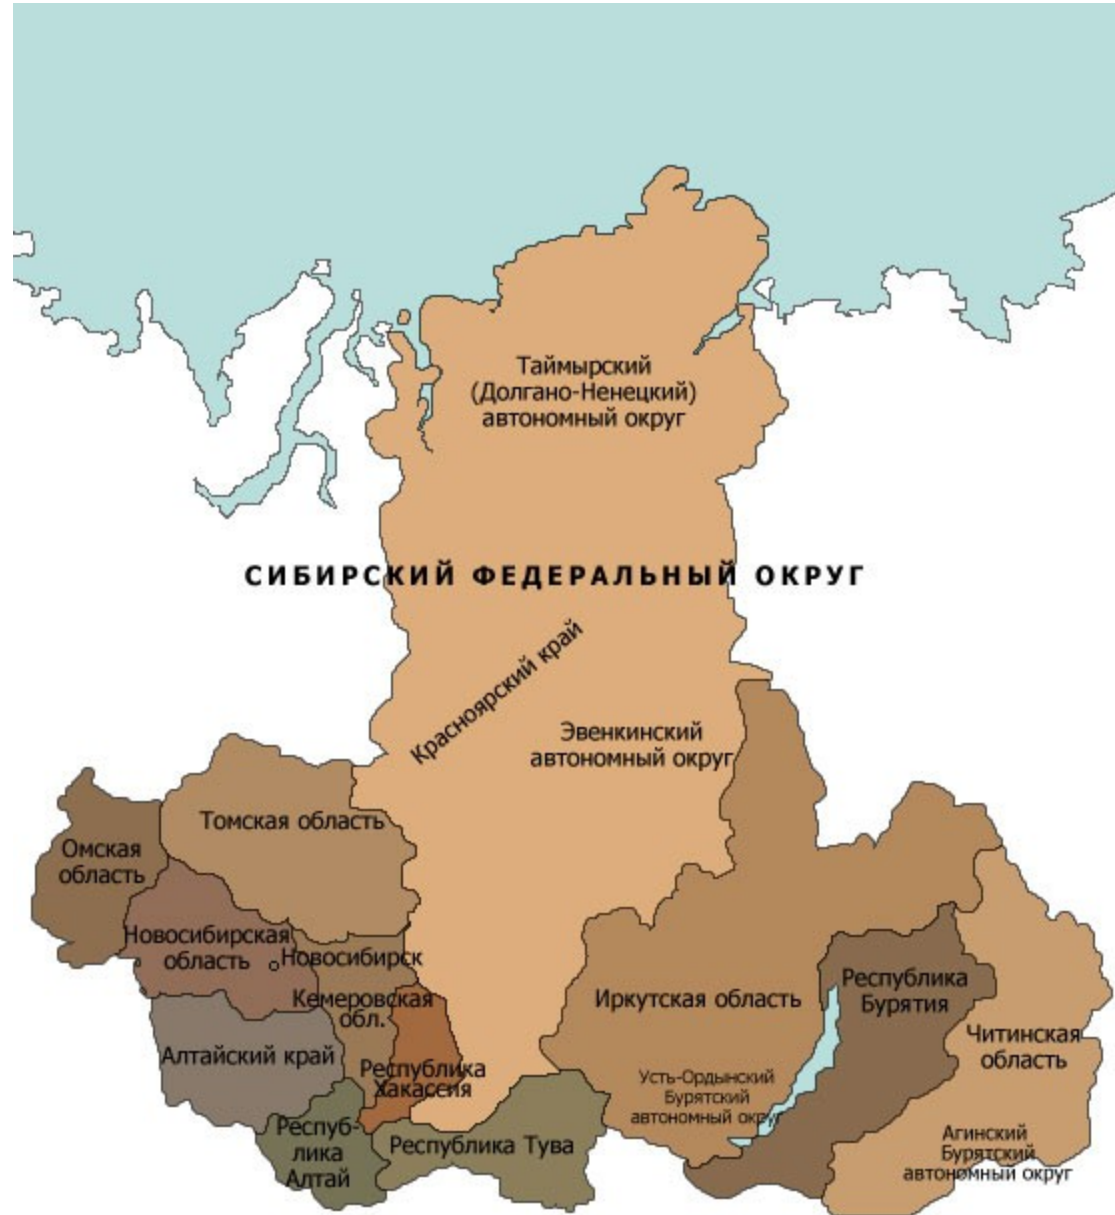 Таймырский
(Долгано-Ненецкий)
автономный округ
СИБИРСКИЙ ФЕДЕРАЛЬНЫЙ ОКРУГ
Красноярский край
Эвенкинский
автономный округ
Томская область
Омская
область
Новосибирская
область
Новосибирск
Кемеровская
обл.
Алтайский край
Республика
Хакассия
Респуб-
лика
Алтай
Республика Тува
Иркутская область
Усть-Ордынский
Бурятский
автономный округ
Республика
Бурятия
Читинская
область
Агинский
Бурятский
автономный округ